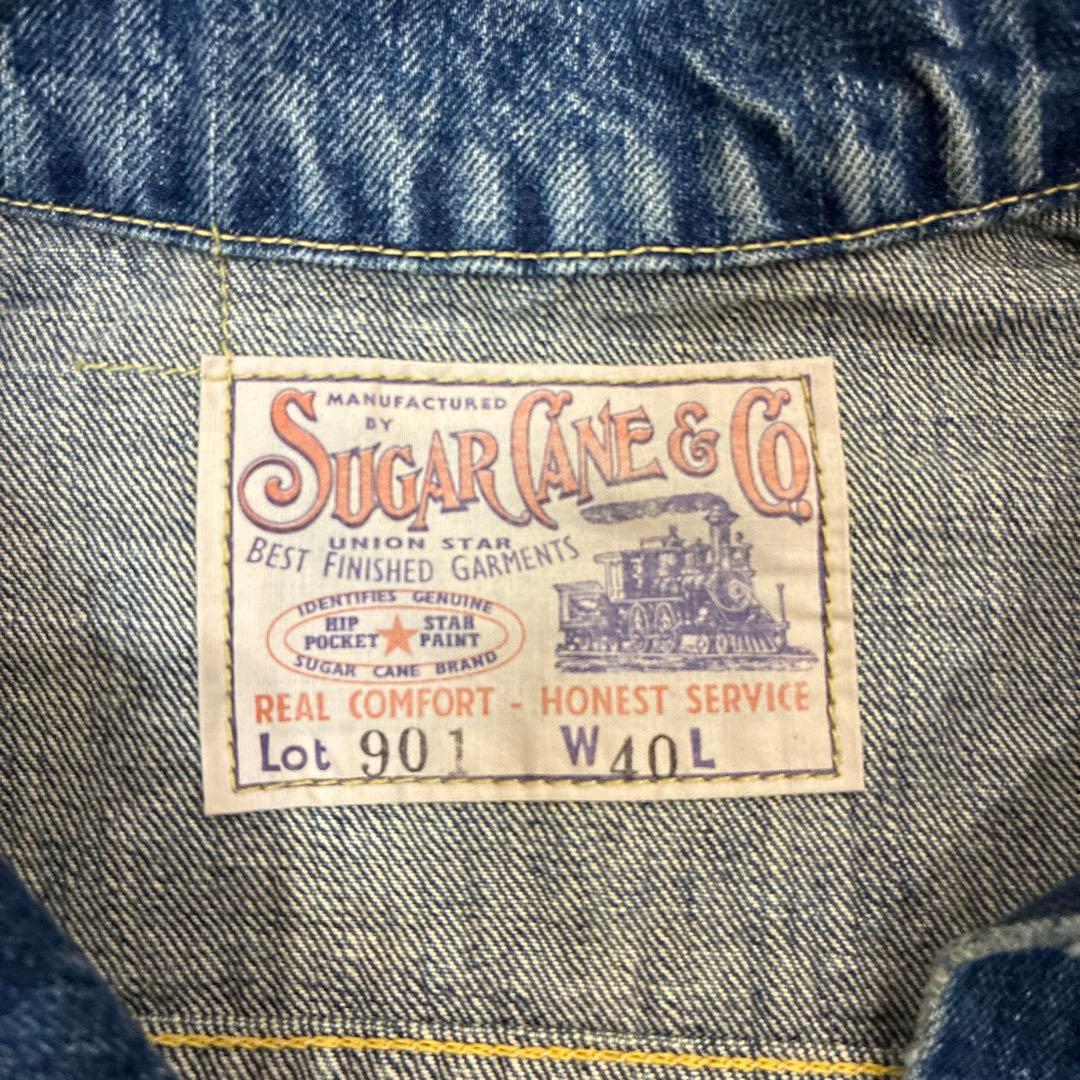 MANUFACTURED
BY
SUGAR CANE & CO.
UNION STAR
BEST FINISHED GARMENTS
IDENTIFIES GENUINE
HIP STAR
POCKET PAINT
SUGAR CANE BRAND
REAL COMFORT - HONEST SERVICE
Lot 901 W 40 L